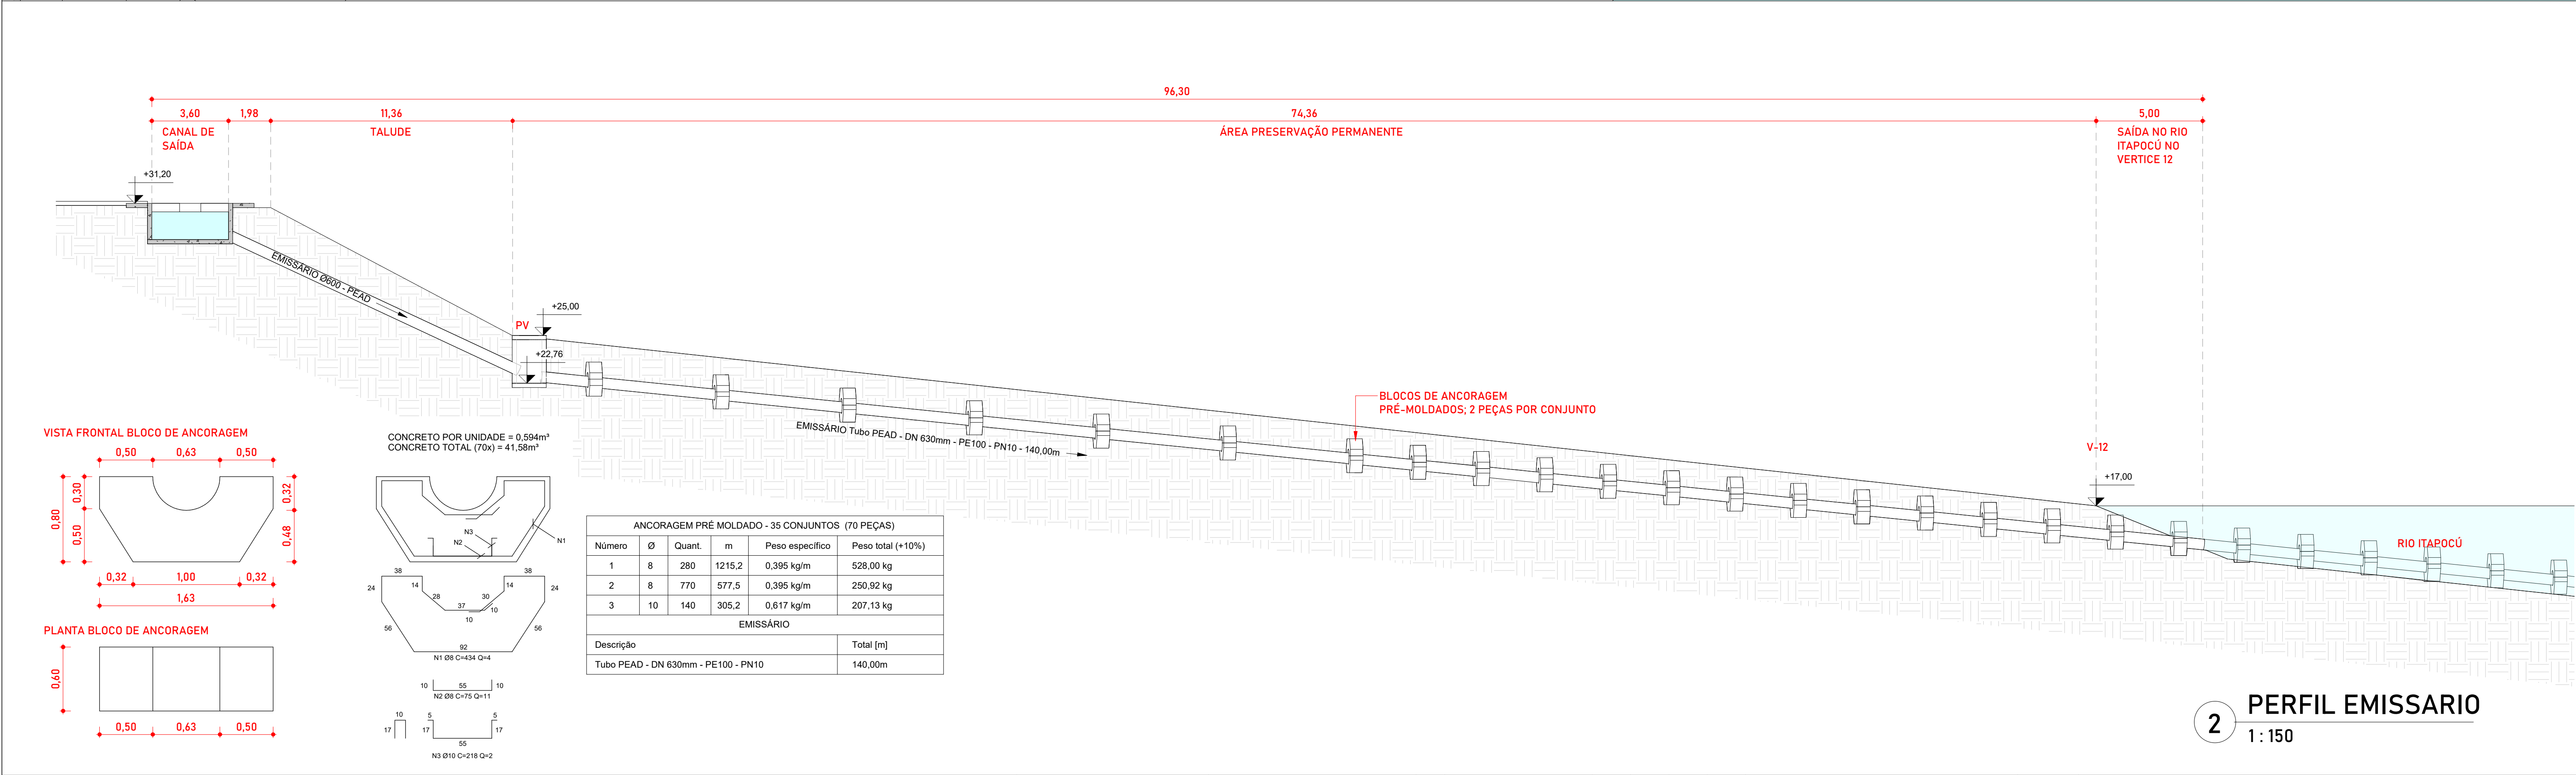 96,30
3,60
1,98
11,36
74,36
5,00
CANAL DE
SAÍDA
TALUDE
ÁREA PRESERVAÇÃO PERMANENTE
SAÍDA NO RIO
ITAPOCÚ NO
VERTICE 12
+31,20
EMISSÁRIO Ø600 - PEAD
PV
+25,00
+22,76
BLOCOS DE ANCORAGEM
PRÉ-MOLDADOS; 2 PEÇAS POR CONJUNTO
EMISSÁRIO Tubo PEAD - DN 630mm - PE100 - PN10 - 140,00m
V-12
+17,00
RIO ITAPOCÚ
VISTA FRONTAL BLOCO DE ANCORAGEM
0,50
0,63
0,50
0,80
0,30
0,50
0,32
0,48
0,32
1,00
0,32
1,63
PLANTA BLOCO DE ANCORAGEM
0,60
0,50
0,63
0,50
CONCRETO POR UNIDADE = 0,594m³
CONCRETO TOTAL (70x) = 41,58m³
N3
N2
N1
38
38
24
14
14
24
28
37
30
10
10
56
56
92
N1 Ø8 C=434 Q=4
10
55
10
N2 Ø8 C=75 Q=11
10
5
5
17
17
17
55
N3 Ø10 C=218 Q=2
ANCORAGEM PRÉ MOLDADO - 35 CONJUNTOS (70 PEÇAS)
Número Ø Quant. m Peso específico Peso total (+10%)
1 8 280 1215,2 0,395 kg/m 528,00 kg
2 8 770 577,5 0,395 kg/m 250,92 kg
3 10 140 305,2 0,617 kg/m 207,13 kg
EMISSÁRIO
Descrição Total [m]
Tubo PEAD - DN 630mm - PE100 - PN10 140,00m
2
PERFIL EMISSARIO
1 : 150